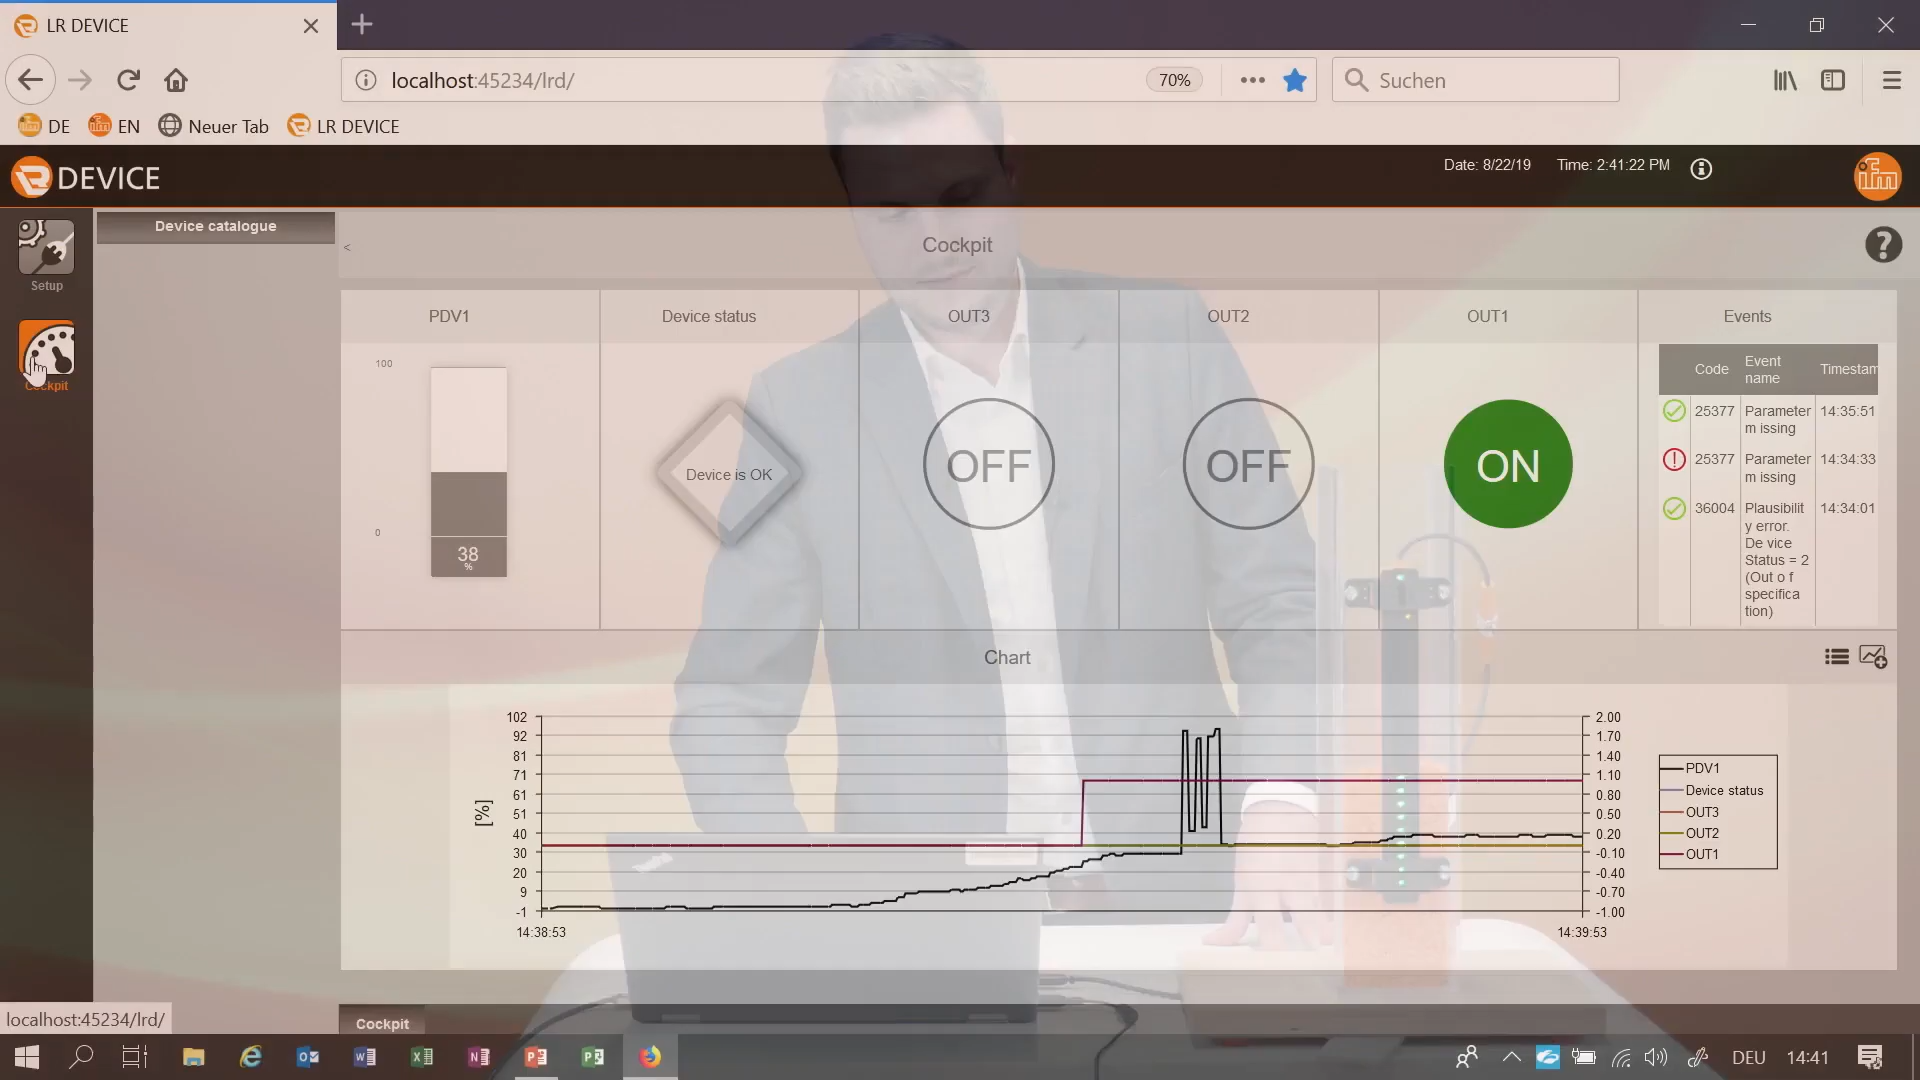 LR DEVICE
localhost:45234/lrd/
70%
Suchen
DE
EN
Neuer Tab
LR DEVICE
DEVICE
Date: 8/22/19
Time: 2:41:22 PM
ifm
Device catalogue
<
Cockpit
?
Setup
Cockpit
PDV1
Device status
OUT3
OUT2
OUT1
Events
100
0
38
%
Device is OK
OFF
OFF
ON
Code
Event
name
Timestam
25377
Parameter
m issing
14:35:51
25377
Parameter
m issing
14:34:33
36004
Plausibilit
y error.
De vice
Status = 2
(Out o f
specifica
tion)
14:34:01
Chart
102
92
81
71
61
51
40
30
20
9
-1
[%]
2.00
1.70
1.40
1.10
0.80
0.50
0.20
-0.10
-0.40
-0.70
-1.00
14:38:53
14:39:53
PDV1
Device status
OUT3
OUT2
OUT1
localhost:45234/lrd/
Cockpit
DEU
14:41